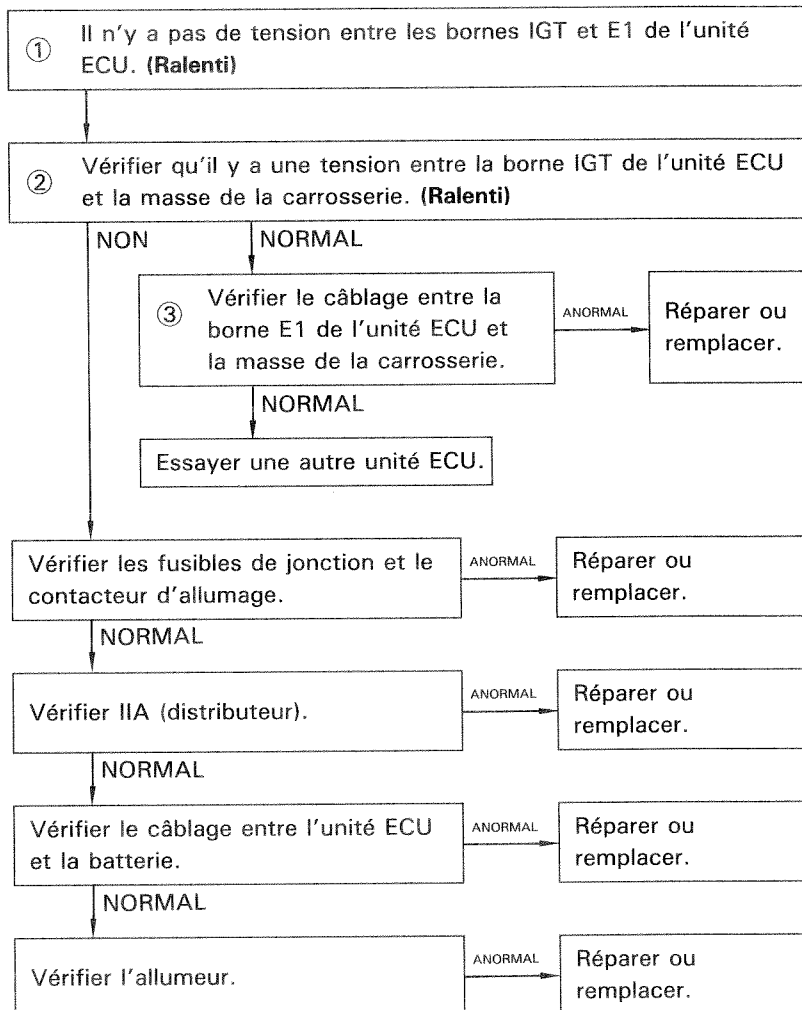 ① Il n'y a pas de tension entre les bornes IGT et E1 de l'unité
ECU. (Ralenti)
② Vérifier qu'il y a une tension entre la borne IGT de l'unité ECU
et la masse de la carrosserie. (Ralenti)
NON
NORMAL
③ Vérifier le câblage entre la
borne E1 de l'unité ECU et
la masse de la carrosserie.
ANORMAL
Réparer ou
remplacer.
NORMAL
Essayer une autre unité ECU.
Vérifier les fusibles de jonction et le
contacteur d'allumage.
ANORMAL
Réparer ou
remplacer.
NORMAL
Vérifier IIA (distributeur).
ANORMAL
Réparer ou
remplacer.
NORMAL
Vérifier le câblage entre l'unité ECU
et la batterie.
ANORMAL
Réparer ou
remplacer.
NORMAL
Vérifier l'allumeur.
ANORMAL
Réparer ou
remplacer.